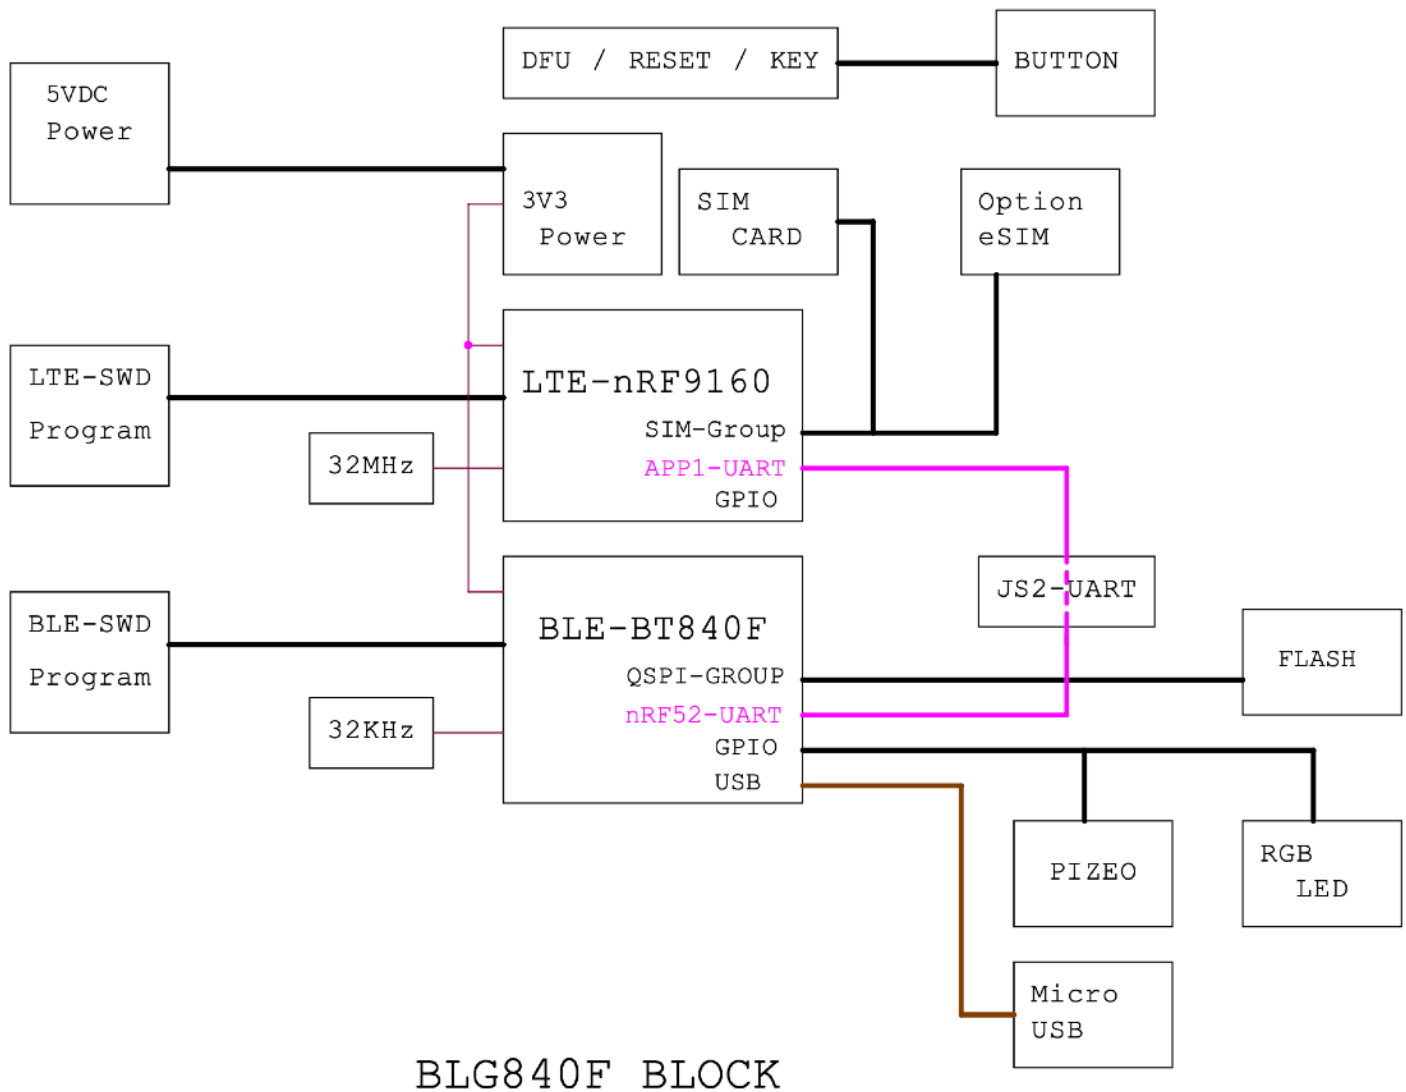 DFU / RESET / KEY
BUTTON
5VDC
Power
3V3
Power
SIM
CARD
Option
eSIM
LTE-SWD
Program
LTE-nRF9160
SIM-Group
APP1-UART
GPIO
32MHz
JS2-UART
BLE-SWD
Program
BLE-BT840F
QSPI-GROUP
nRF52-UART
GPIO
USB
32KHz
FLASH
PIZEO
RGB
LED
Micro
USB
BLG840F BLOCK